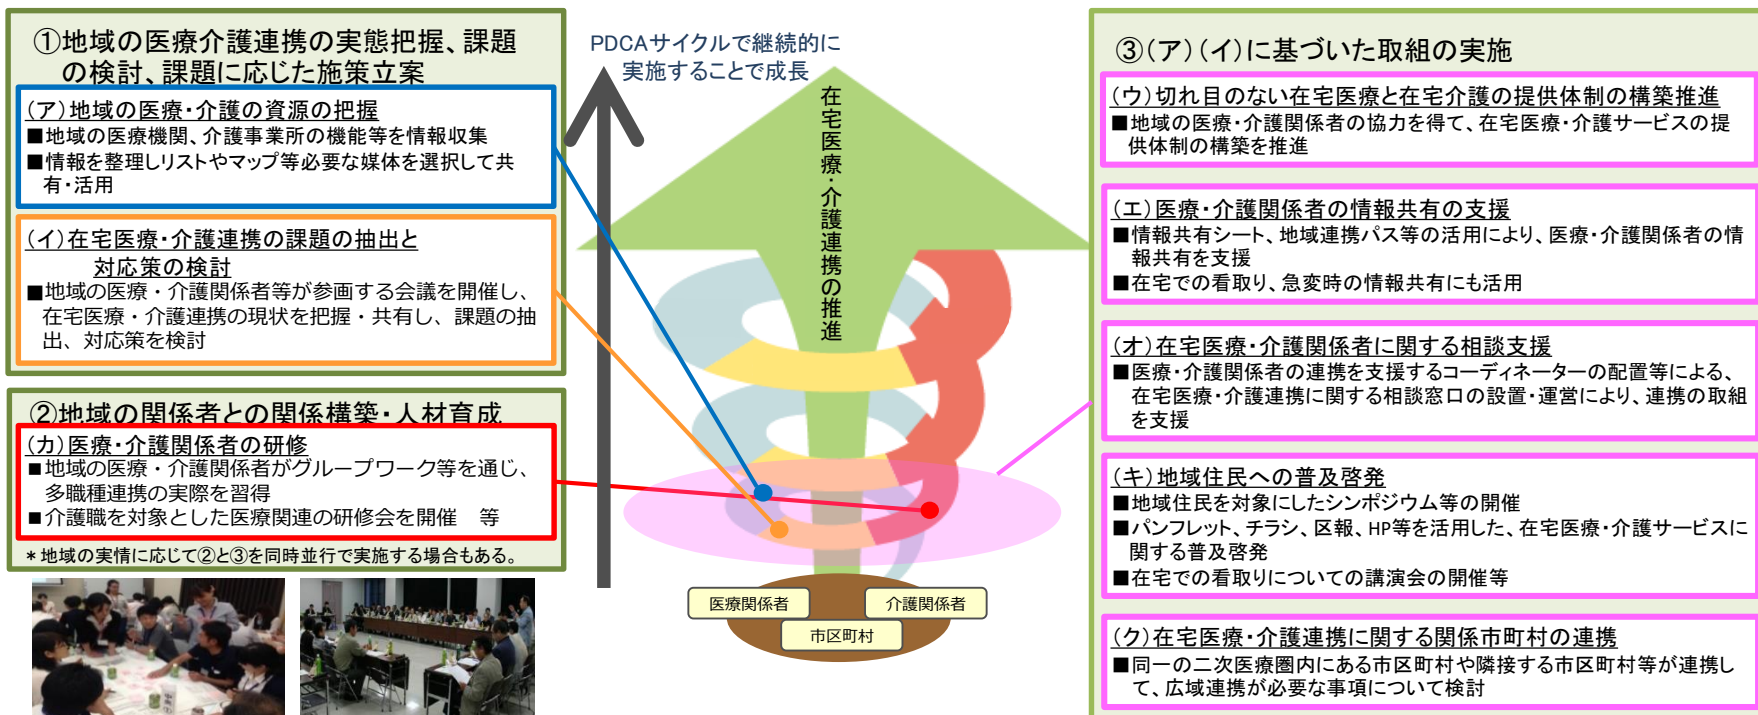 ①地域の医療介護連携の実態把握、課題
の検討、課題に応じた施策立案
(ア)地域の医療・介護の資源の把握
■地域の医療機関、介護事業所の機能等を情報収集
■情報を整理しリストやマップ等必要な媒体を選択して共
有・活用
(イ)在宅医療・介護連携の課題の抽出と
対応策の検討
■地域の医療・介護関係者等が参画する会議を開催し、
在宅医療・介護連携の現状を把握・共有し、課題の抽
出、対応策を検討
②地域の関係者との関係構築・人材育成
(カ)医療・介護関係者の研修
■地域の医療・介護関係者がグループワーク等を通じ、
多職種連携の実際を習得
■介護職を対象とした医療関連の研修会を開催　等
*地域の実情に応じて②と③を同時並行で実施する場合もある。
PDCAサイクルで継続的に
実施することで成長
在宅医療・介護連携の推進
医療関係者
介護関係者
市区町村
③(ア)(イ)に基づいた取組の実施
(ウ)切れ目のない在宅医療と在宅介護の提供体制の構築推進
■地域の医療・介護関係者の協力を得て、在宅医療・介護サービスの提
供体制の構築を推進
(エ)医療・介護関係者の情報共有の支援
■情報共有シート、地域連携パス等の活用により、医療・介護関係者の情
報共有を支援
■在宅での看取り、急変時の情報共有にも活用
(オ)在宅医療・介護関係者に関する相談支援
■医療・介護関係者の連携を支援するコーディネーターの配置等による、
在宅医療・介護連携に関する相談窓口の設置・運営により、連携の取組
を支援
(キ)地域住民への普及啓発
■地域住民を対象にしたシンポジウム等の開催
■パンフレット、チラシ、区報、HP等を活用した、在宅医療・介護サービスに
関する普及啓発
■在宅での看取りについての講演会の開催等
(ク)在宅医療・介護連携に関する関係市町村の連携
■同一の二次医療圏内にある市区町村や隣接する市区町村等が連携し
て、広域連携が必要な事項について検討